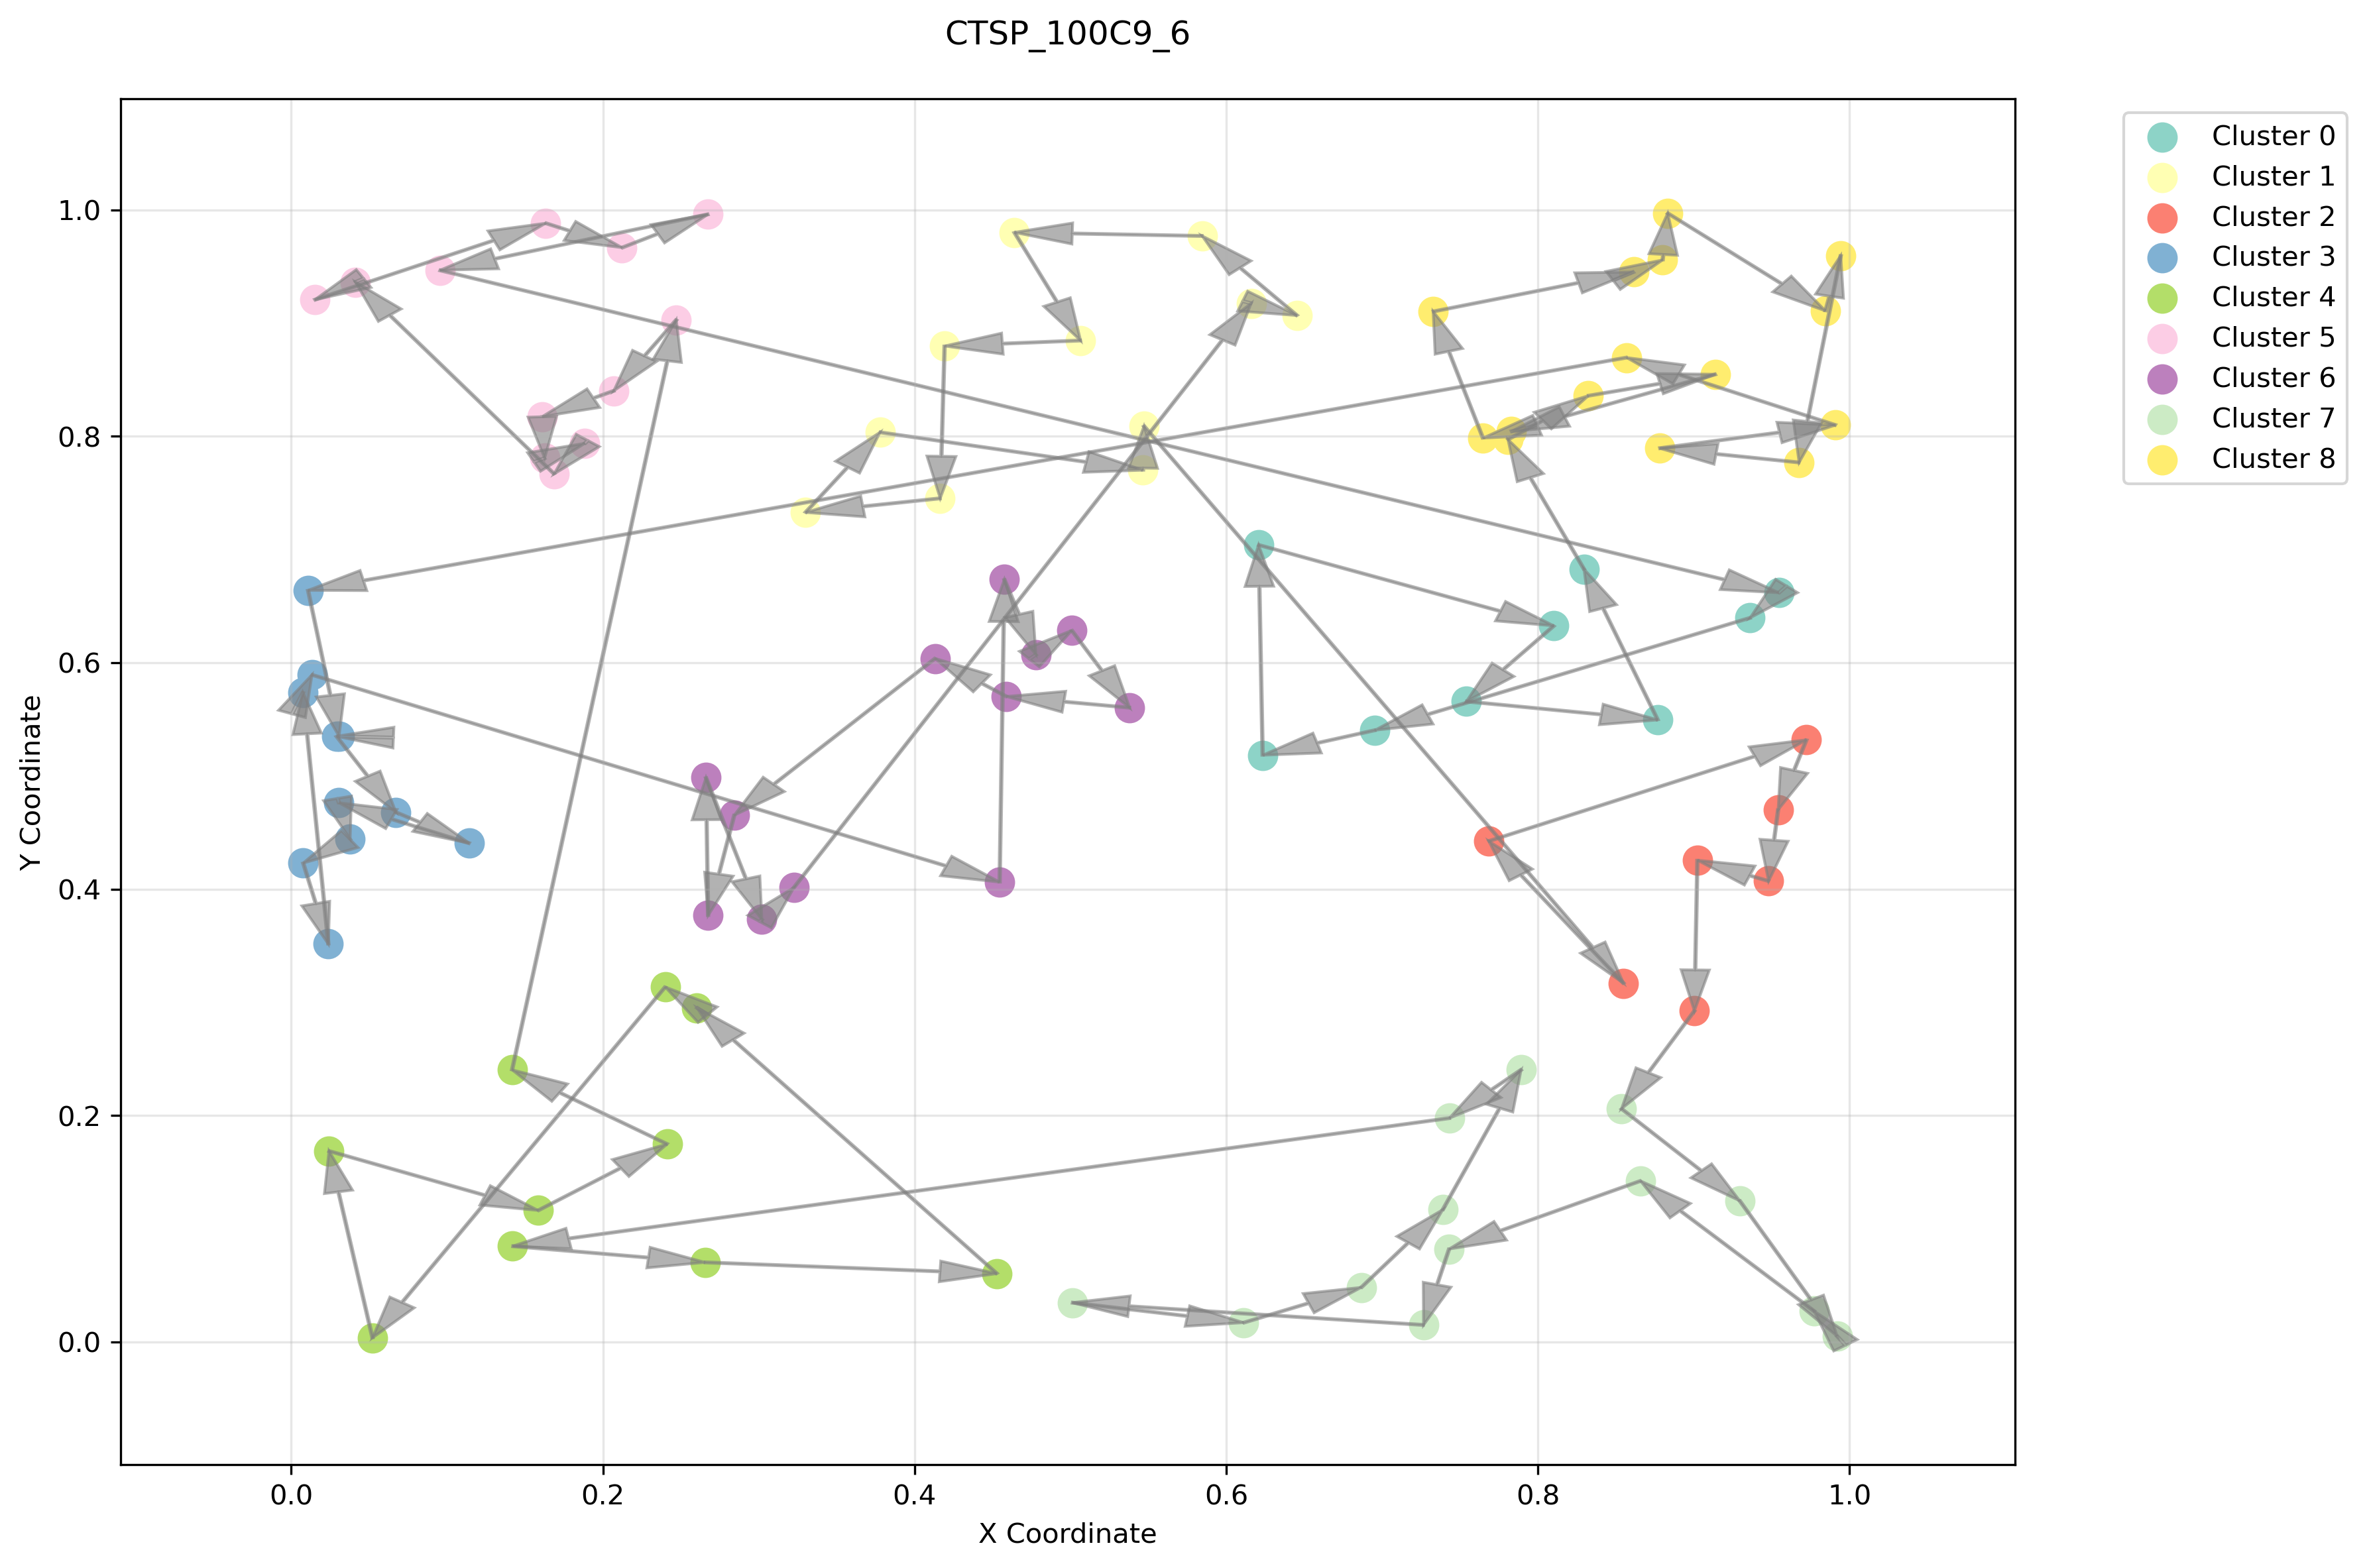 CTSP_100C9_6
Cluster 0
Cluster 1
Cluster 2
Cluster 3
Cluster 4
Cluster 5
Cluster 6
Cluster 7
Cluster 8
Y Coordinate
1.0
0.8
0.6
0.4
0.2
0.0
0.0 0.2 0.4 0.6 0.8 1.0
X Coordinate